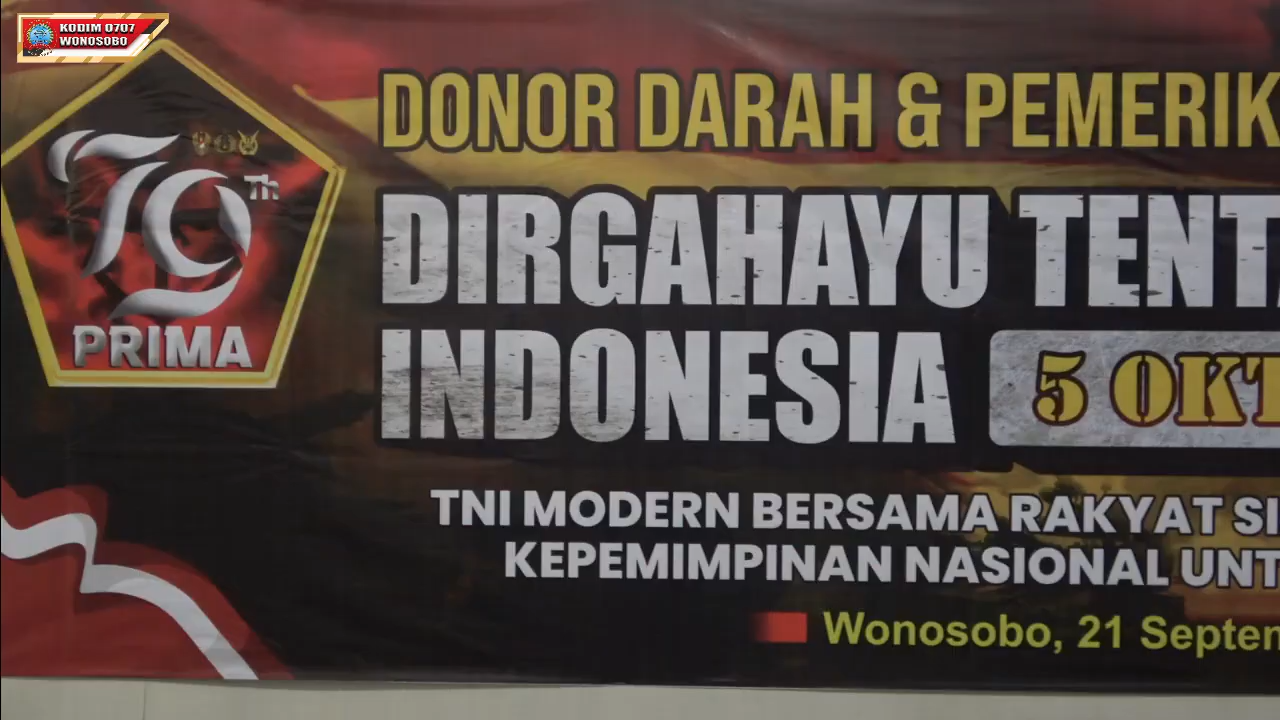 KODIM 0707
WONOSOBO
79Th
PRIMA
DONOR DARAH & PEMERIK
DIRGAHAYU TENT
INDONESIA
5 OKT
TNI MODERN BERSAMA RAKYAT SI
KEPEMIMPINAN NASIONAL UNT
Wonosobo, 21 Septem